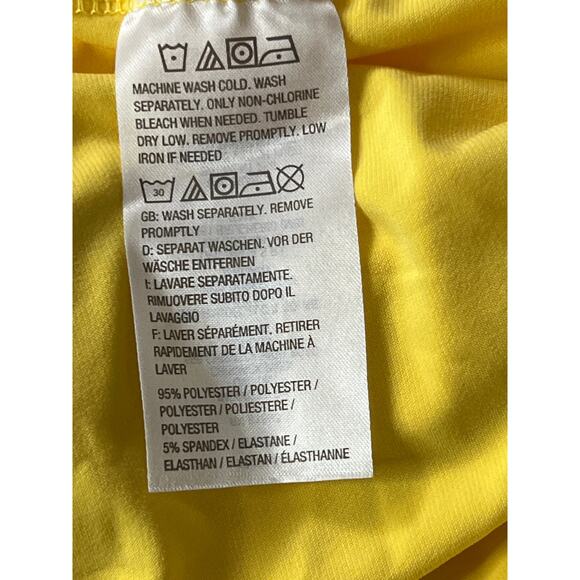 MACHINE WASH COLD. WASH
SEPARATELY. ONLY NON-CHLORINE
BLEACH WHEN NEEDED. TUMBLE
DRY LOW. REMOVE PROMPTLY. LOW
IRON IF NEEDED
30
GB: WASH SEPARATELY. REMOVE
PROMPTLY
D: SEPARAT WASCHEN. VOR DER
WÄSCHE ENTFERNEN
I: LAVARE SEPARATAMENTE.
RIMUOVERE SUBITO DOPO IL
LAVAGGIO
F: LAVER SÉPARÉMENT. RETIRER
RAPIDEMENT DE LA MACHINE À
LAVER
95% POLYESTER / POLYESTER /
POLYESTER / POLIESTERE /
POLYESTER
5% SPANDEX / ELASTANE /
ELASTHAN / ELASTAN / ÉLASTHANNE